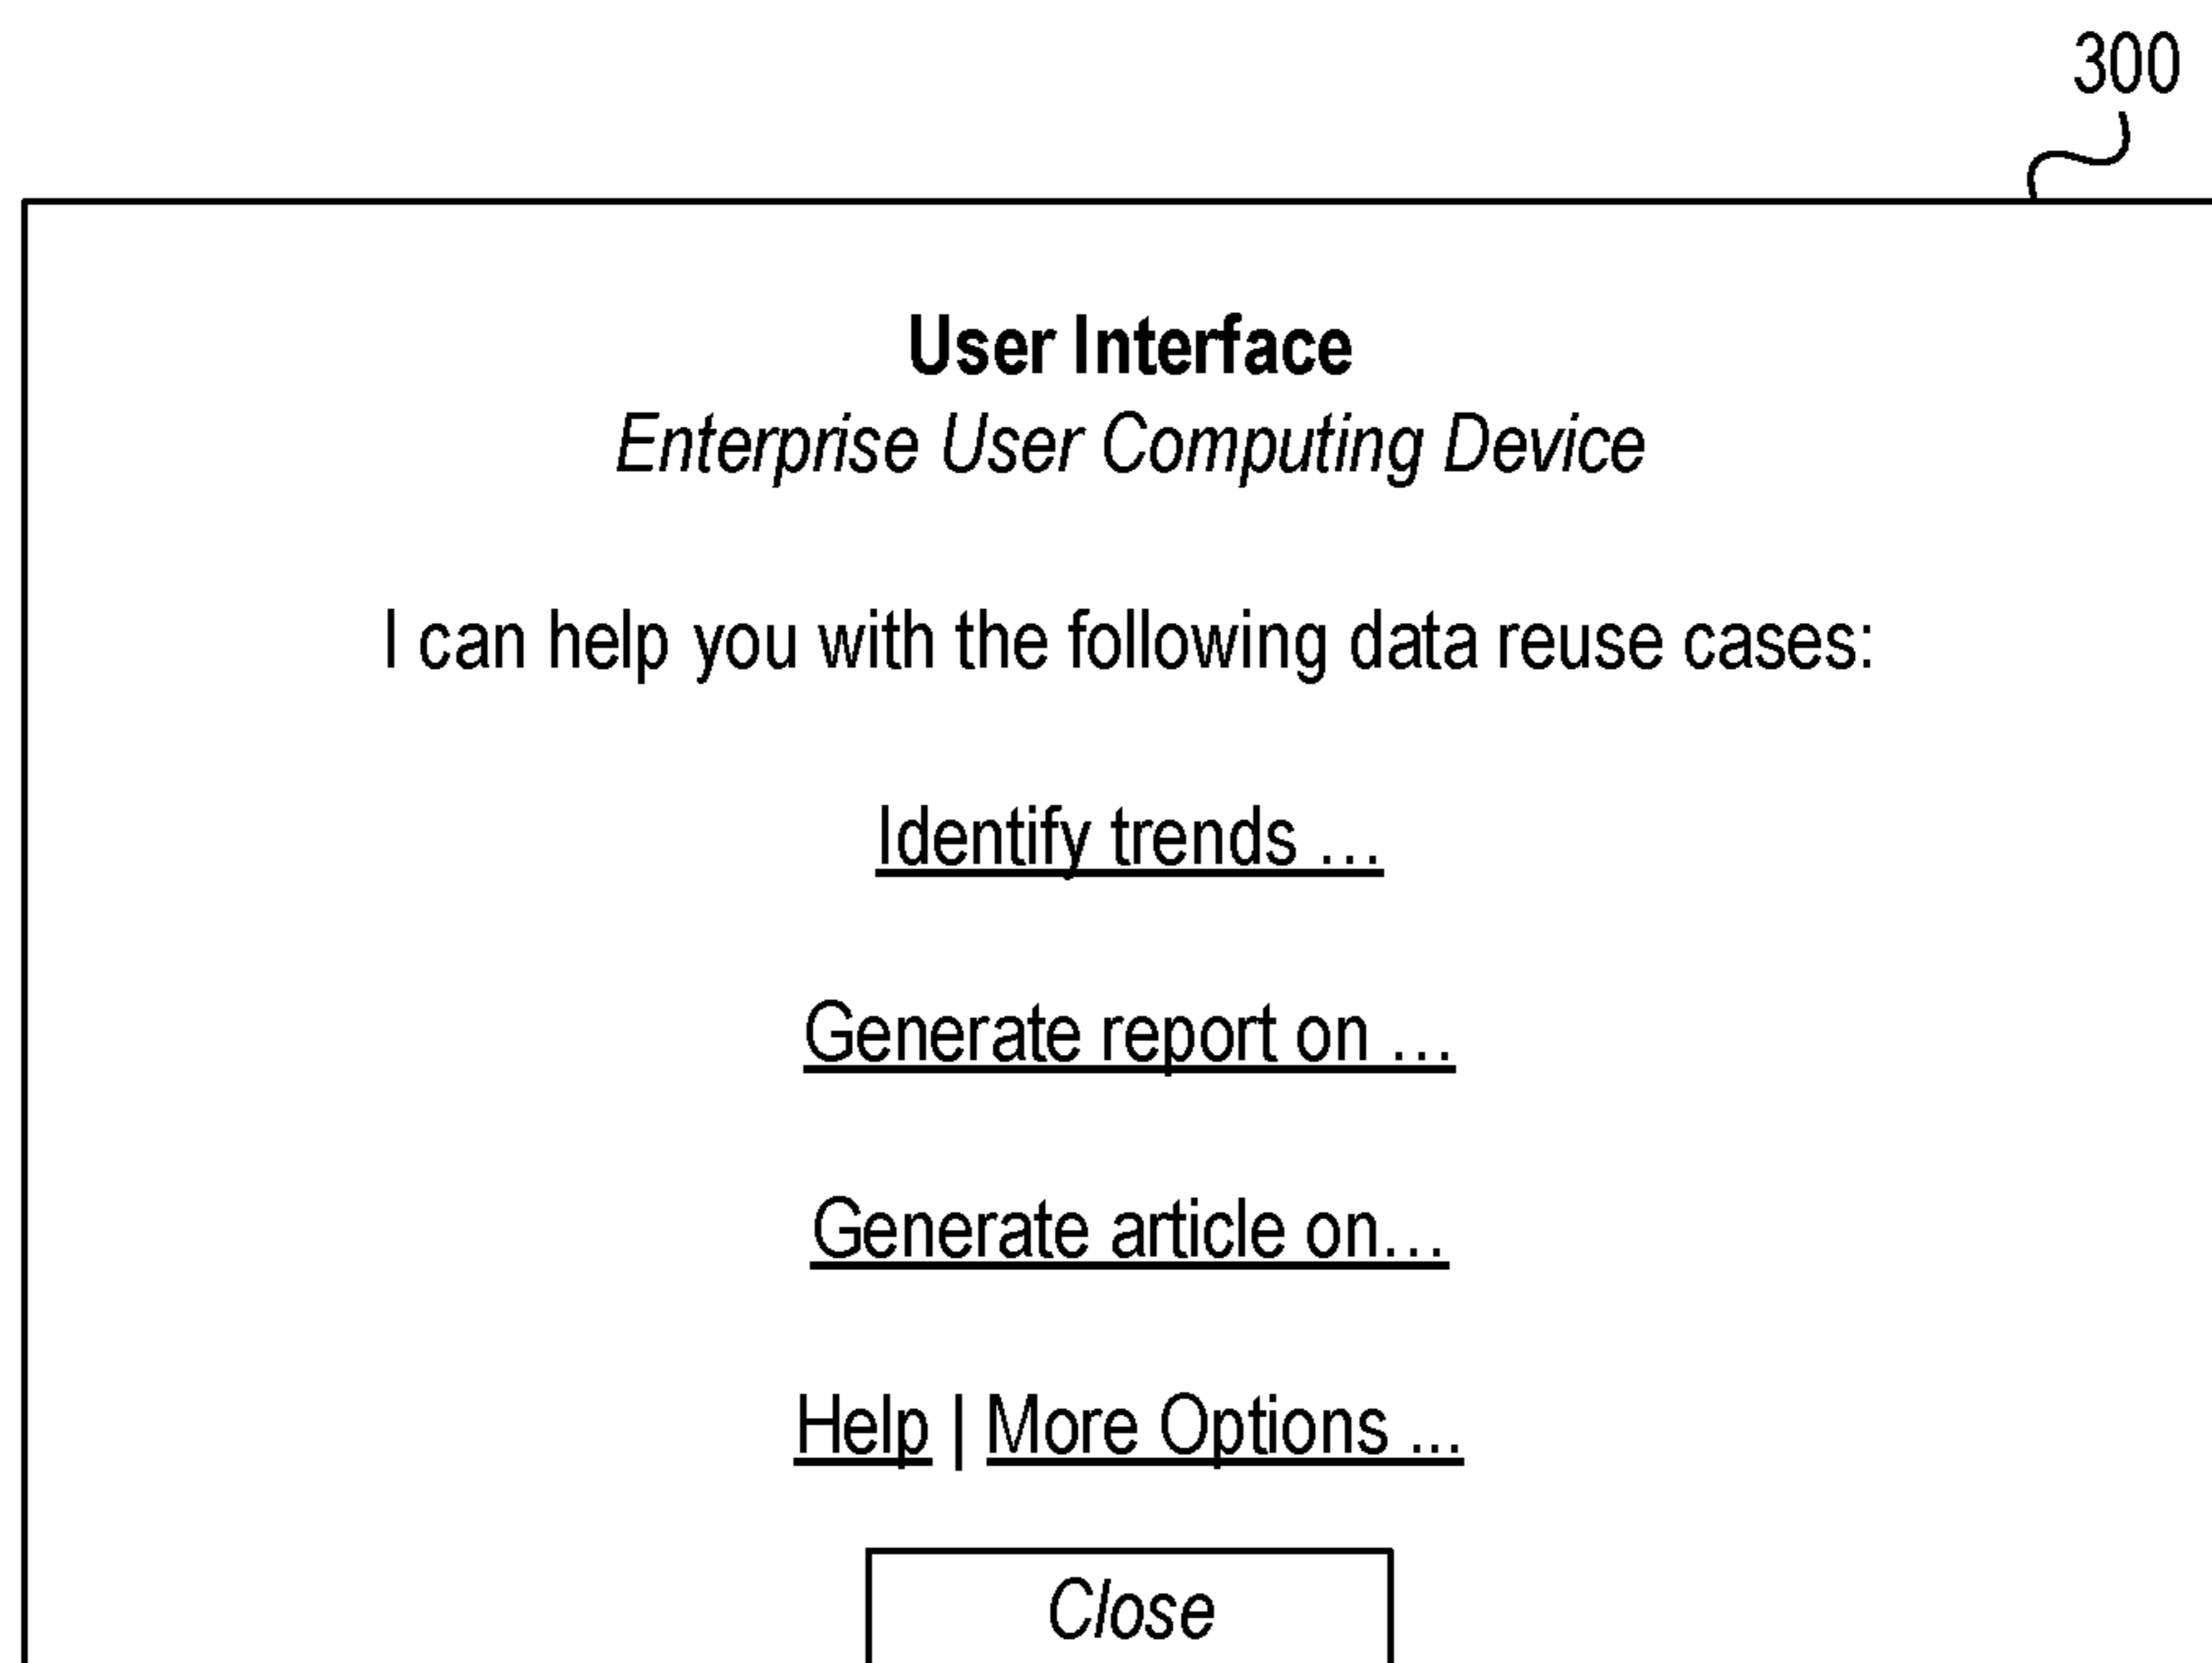 300
User Interface
Enterprise User Computing Device
I can help you with the following data reuse cases:
Identify trends ...
Generate report on ...
Generate article on...
Help | More Options ...
Close